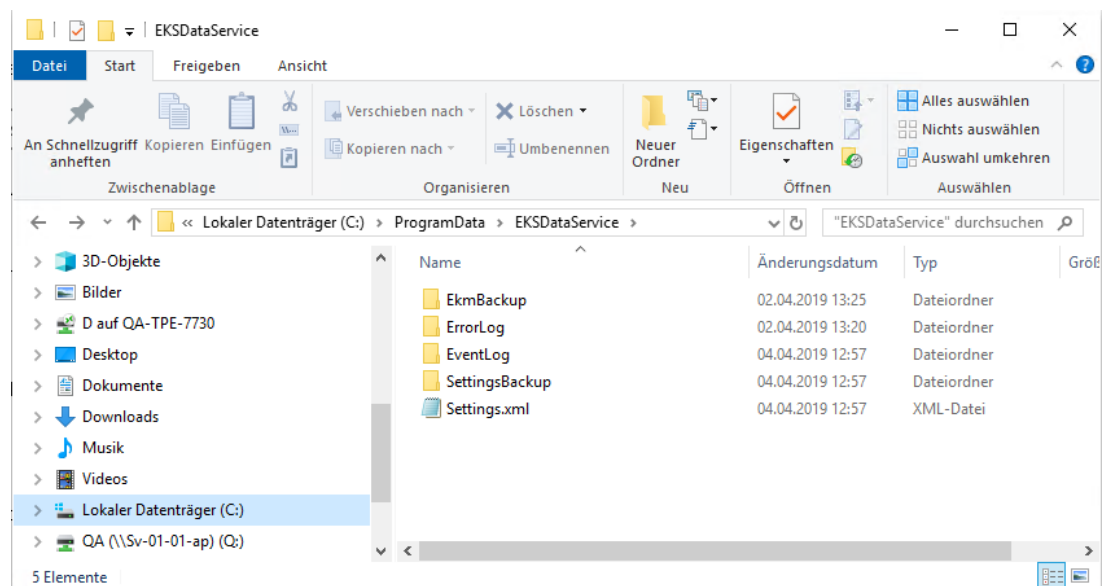 EKSDataService
Datei Start Freigeben Ansicht
An Schnellzugriff anheften
Kopieren
Einfügen
Zwischenablage
Verschieben nach
Kopieren nach
Löschen
Umbenennen
Organisieren
Neuer Ordner
Neu
Eigenschaften
Öffnen
Alles auswählen
Nichts auswählen
Auswahl umkehren
Auswählen
« Lokaler Datenträger (C:) > ProgramData > EKSDataService >
"EKSDataService" durchsuchen
3D-Objekte
Bilder
D auf QA-TPE-7730
Desktop
Dokumente
Downloads
Musik
Videos
Lokaler Datenträger (C:)
QA (\\Sv-01-01-ap) (Q:)
Name Änderungsdatum Typ Größ
EkmBackup 02.04.2019 13:25 Dateiordner
ErrorLog 02.04.2019 13:20 Dateiordner
EventLog 04.04.2019 12:57 Dateiordner
SettingsBackup 04.04.2019 12:57 Dateiordner
Settings.xml 04.04.2019 12:57 XML-Datei
5 Elemente